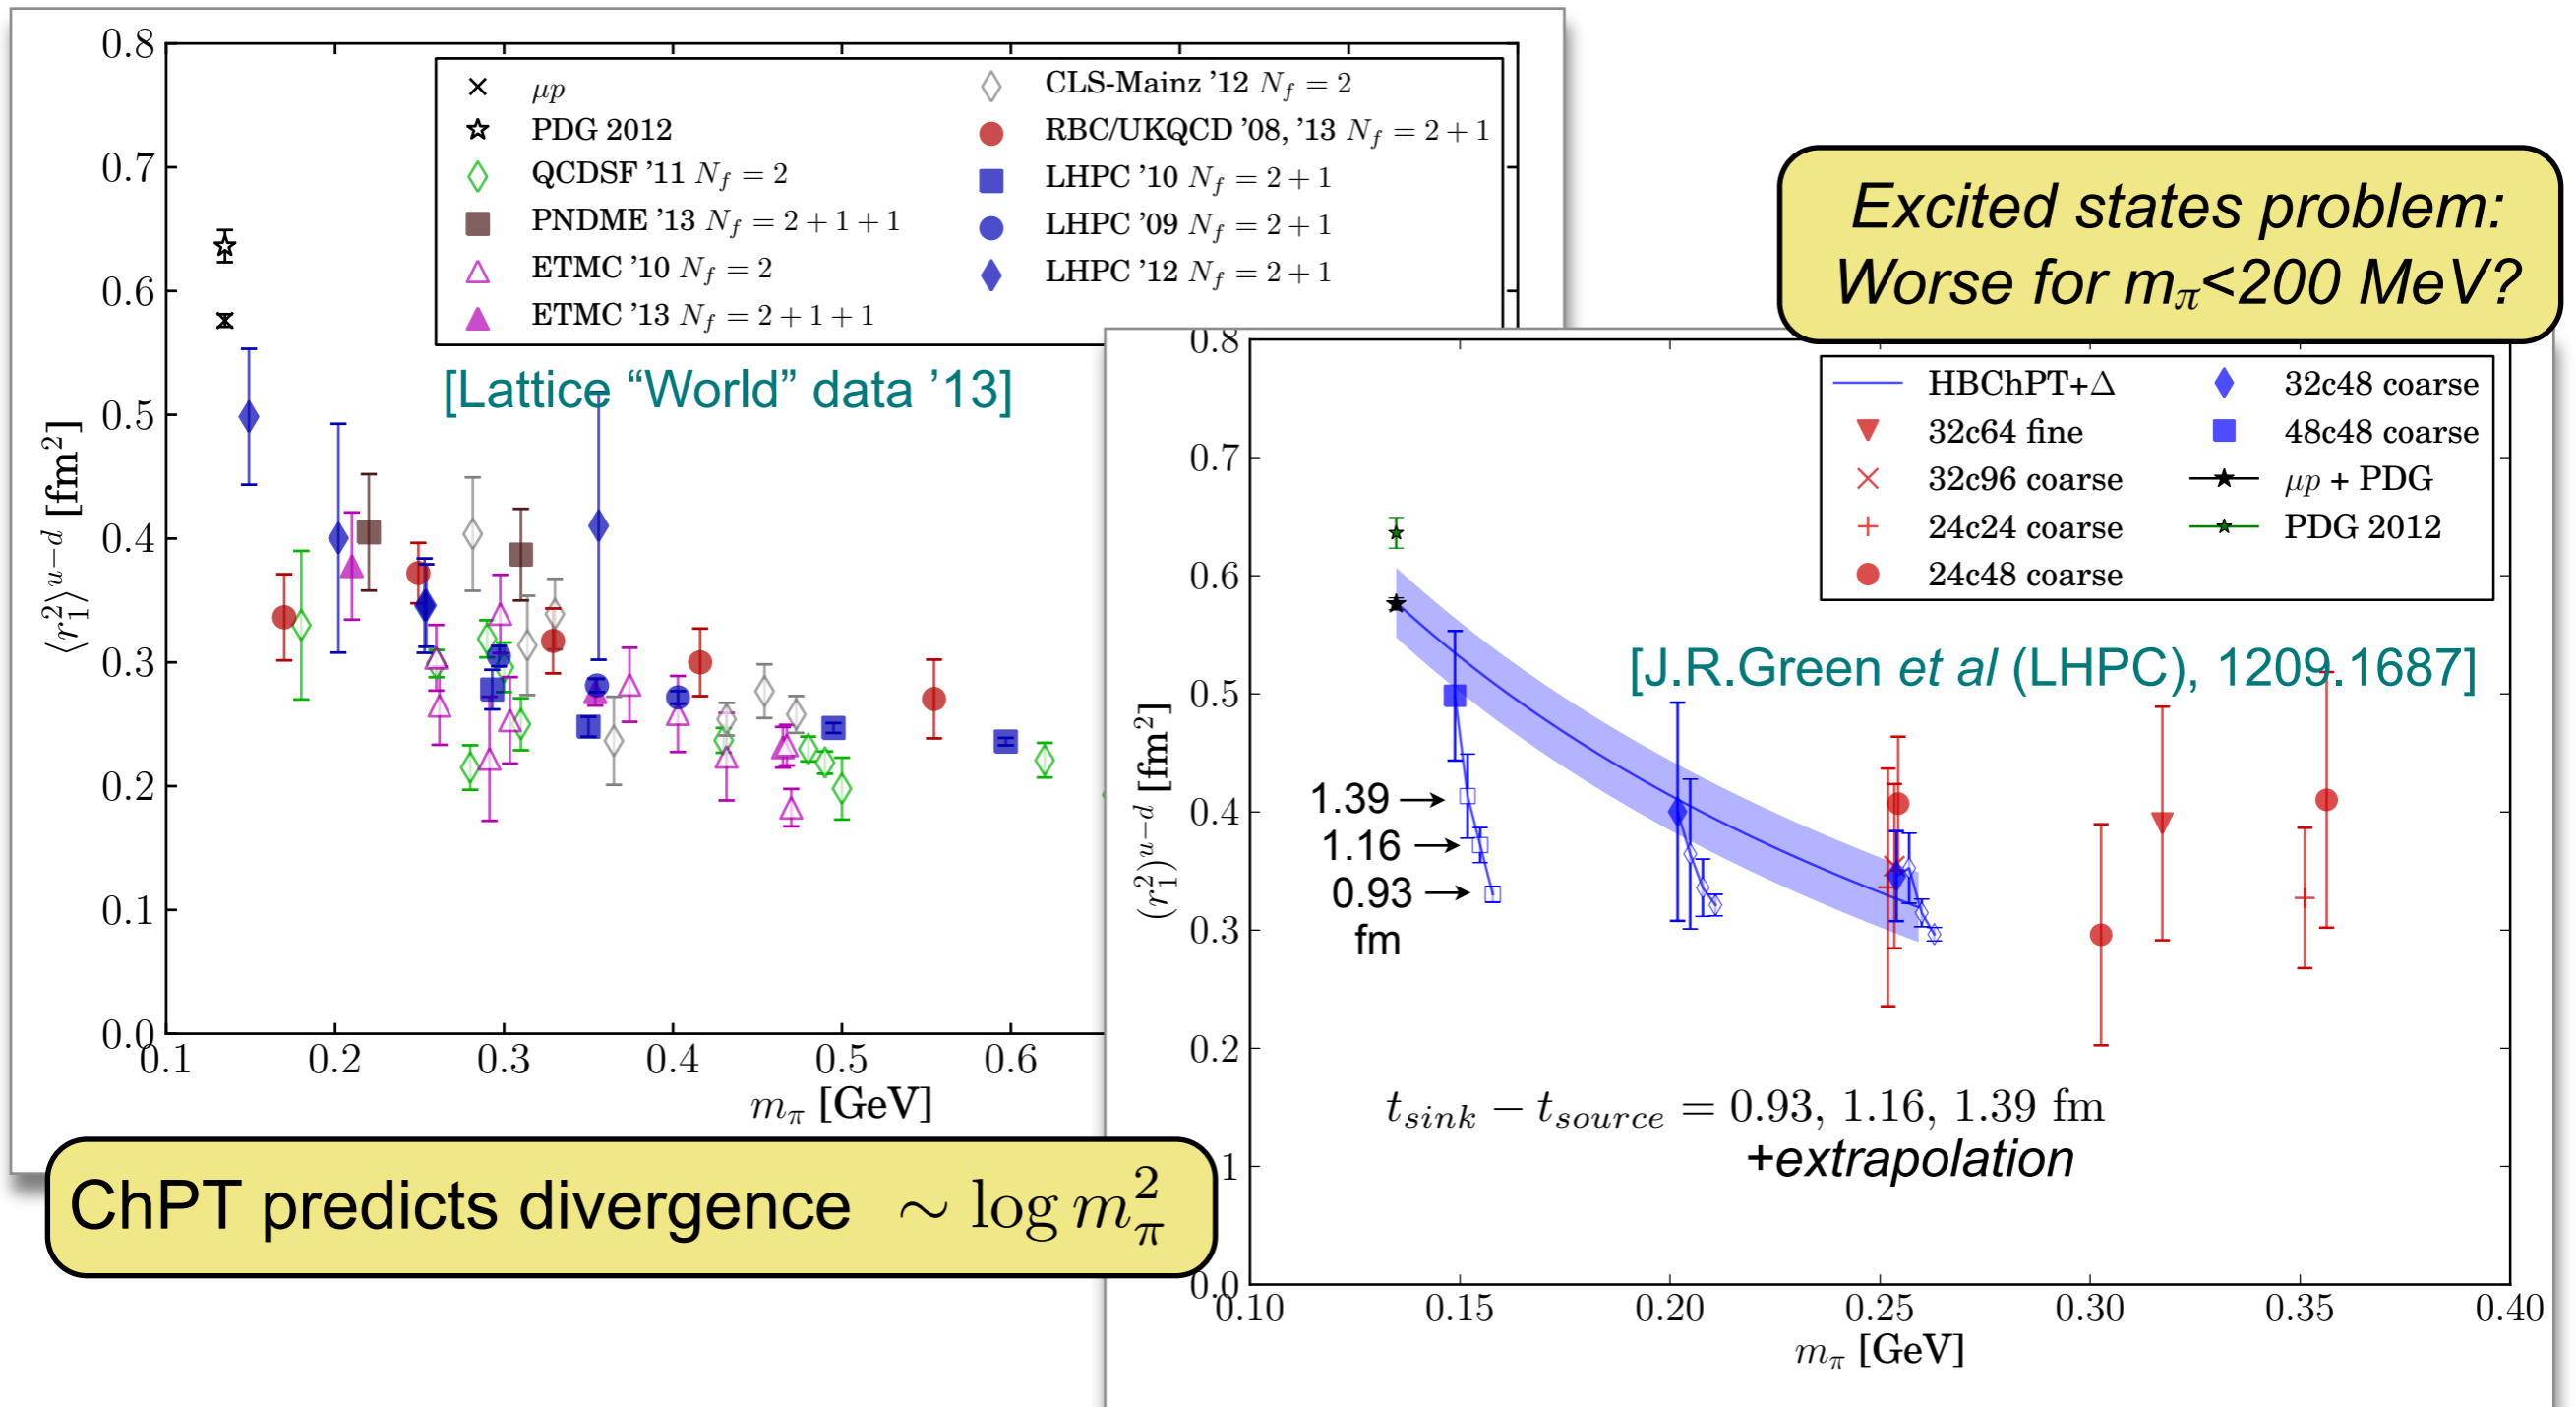 0.8
0.7
0.6
0.5
0.4
0.3
0.2
0.1
0.0
⟨r₁²⟩ᵘ⁻ᵈ [fm²]
0.1 0.2 0.3 0.4 0.5 0.6
m_π [GeV]
μp
PDG 2012
QCDSF '11 N_f = 2
PNDME '13 N_f = 2 + 1 + 1
ETMC '10 N_f = 2
ETMC '13 N_f = 2 + 1 + 1
CLS-Mainz '12 N_f = 2
RBC/UKQCD '08, '13 N_f = 2 + 1
LHPC '10 N_f = 2 + 1
LHPC '09 N_f = 2 + 1
LHPC '12 N_f = 2 + 1
[Lattice “World” data ’13]
ChPT predicts divergence ~ log m_π²
Excited states problem:
Worse for m_π<200 MeV?
0.8
0.7
0.6
0.5
0.4
0.3
0.2
1
0.0
(r₁²)ᵘ⁻ᵈ [fm²]
HBChPT+Δ
32c64 fine
32c96 coarse
24c24 coarse
24c48 coarse
32c48 coarse
48c48 coarse
μp + PDG
PDG 2012
[J.R.Green et al (LHPC), 1209.1687]
1.39
1.16
0.93
fm
t_sink − t_source = 0.93, 1.16, 1.39 fm
+extrapolation
0.10 0.15 0.20 0.25 0.30 0.35 0.40
m_π [GeV]